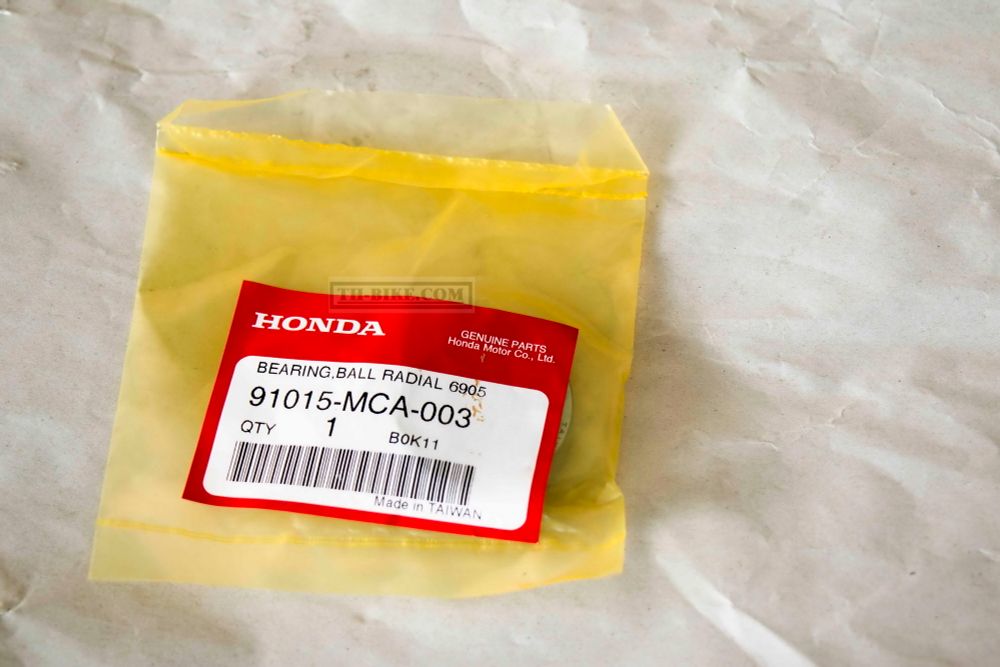 TH-BIKE.COM
HONDA
GENUINE PARTS
Honda Motor Co., Ltd.
BEARING,BALL RADIAL 6905
91015-MCA-003
QTY 1 B0K11
Made in TAIWAN